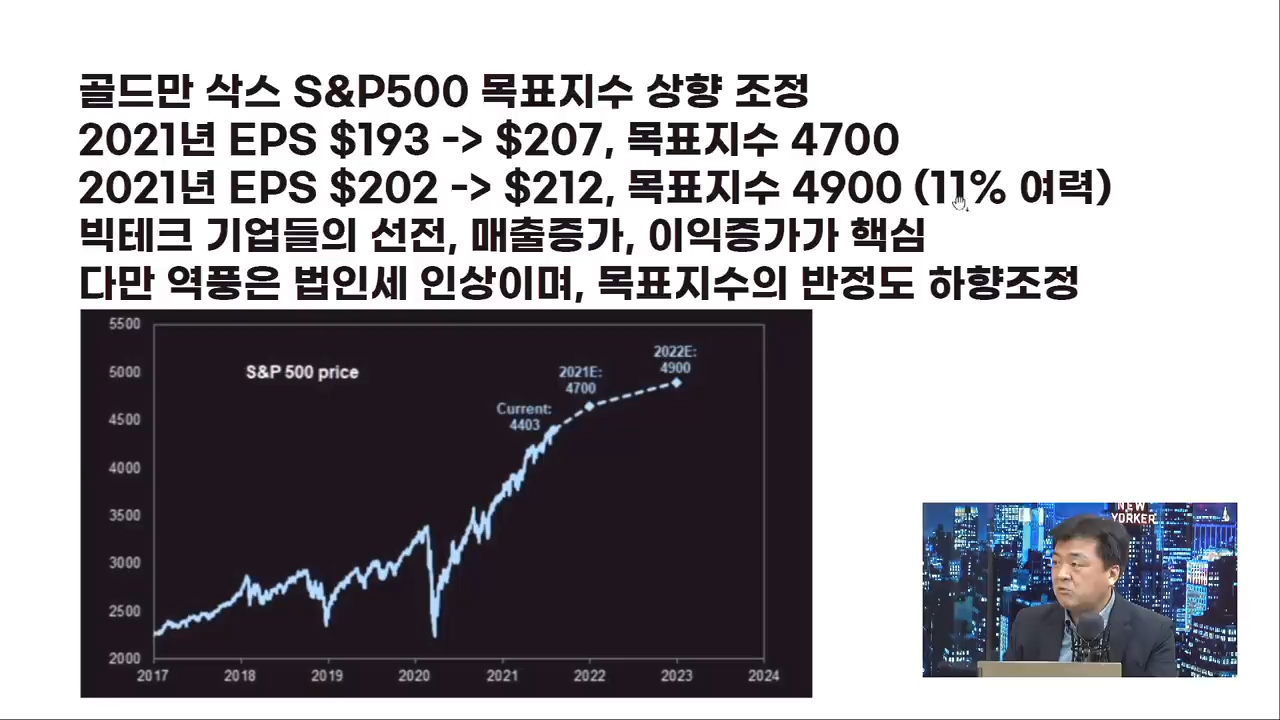 골드만 삭스 S&P500 목표지수 상향 조정
2021년 EPS $193 -> $207, 목표지수 4700
2021년 EPS $202 -> $212, 목표지수 4900 (11% 여력)
빅테크 기업들의 선전, 매출증가, 이익증가가 핵심
다만 역풍은 법인세 인상이며, 목표지수의 반정도 하향조정
5500
5000
4500
4000
3500
3000
2500
2000
S&P 500 price
Current:
4403
2021E:
4700
2022E:
4900
2017 2018 2019 2020 2021 2022 2023 2024
NEW
YORKER